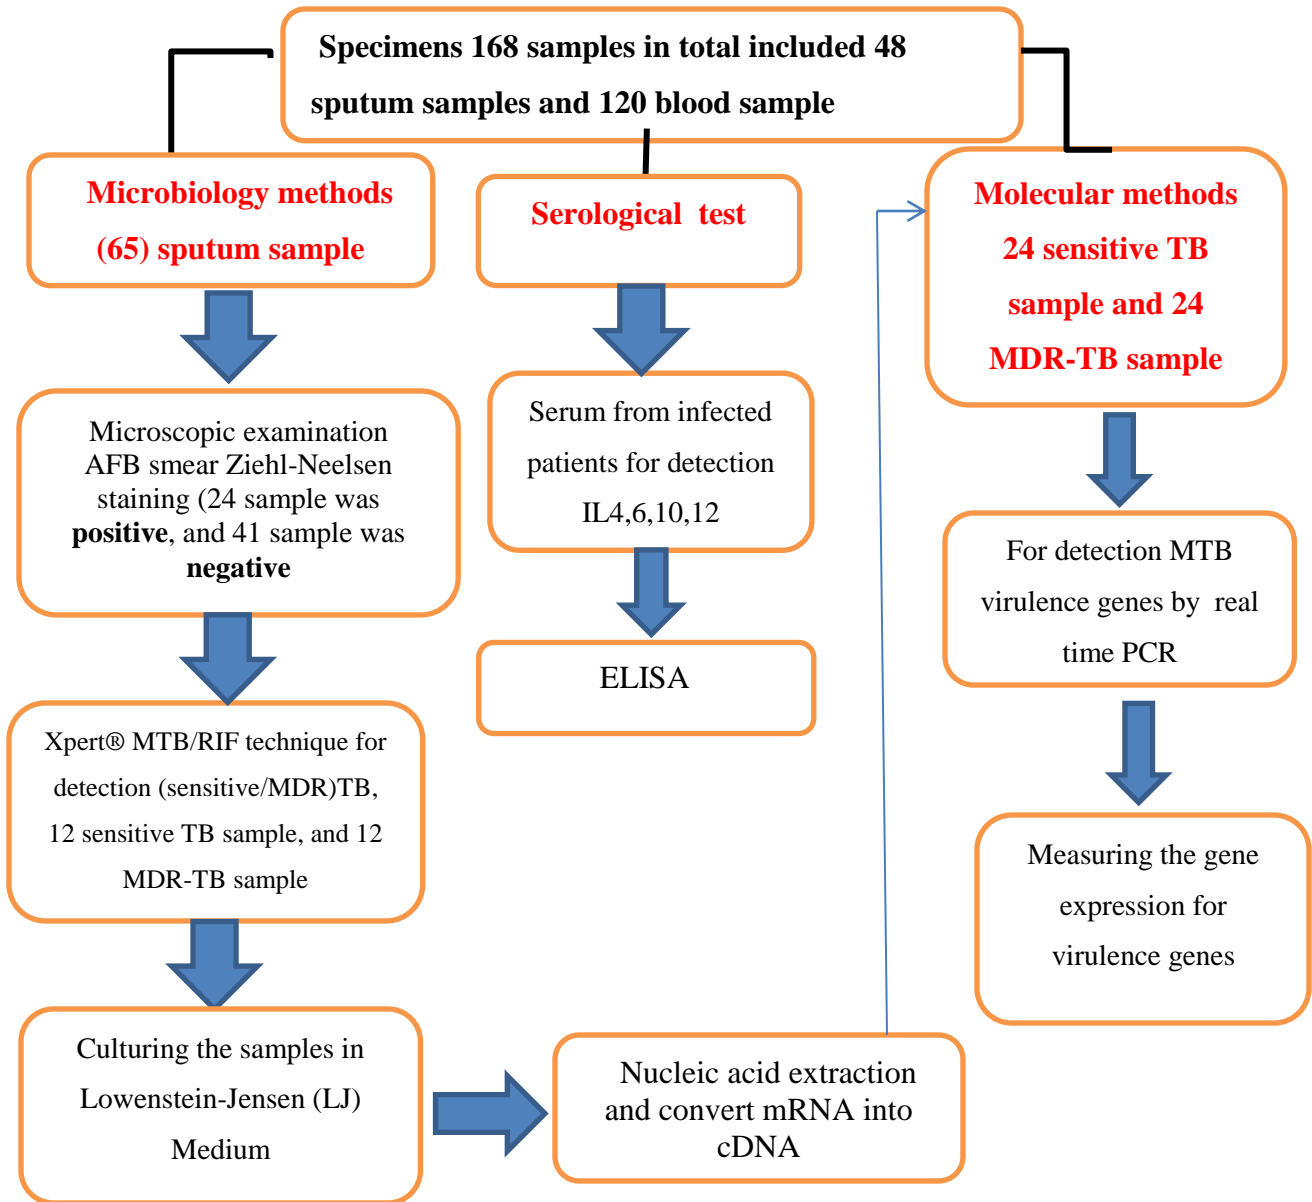 Specimens 168 samples in total included 48
sputum samples and 120 blood sample
Microbiology methods
(65) sputum sample
Microscopic examination
AFB smear Ziehl-Neelsen
staining (24 sample was
positive, and 41 sample was
negative
Xpert® MTB/RIF technique for
detection (sensitive/MDR)TB,
12 sensitive TB sample, and 12
MDR-TB sample
Culturing the samples in
Lowenstein-Jensen (LJ)
Medium
Nucleic acid extraction
and convert mRNA into
cDNA
Serological test
Serum from infected
patients for detection
IL4,6,10,12
ELISA
Molecular methods
24 sensitive TB
sample and 24
MDR-TB sample
For detection MTB
virulence genes by real
time PCR
Measuring the gene
expression for
virulence genes